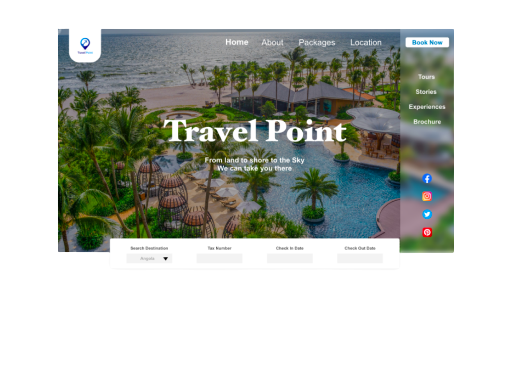 Travel Point
Home
About
Packages
Location
Book Now
Tours
Stories
Experiences
Brochure
Travel Point
From land to shore to the Sky
We can take you there
Search Destination
Tax Number
Check In Date
Check Out Date
Angola